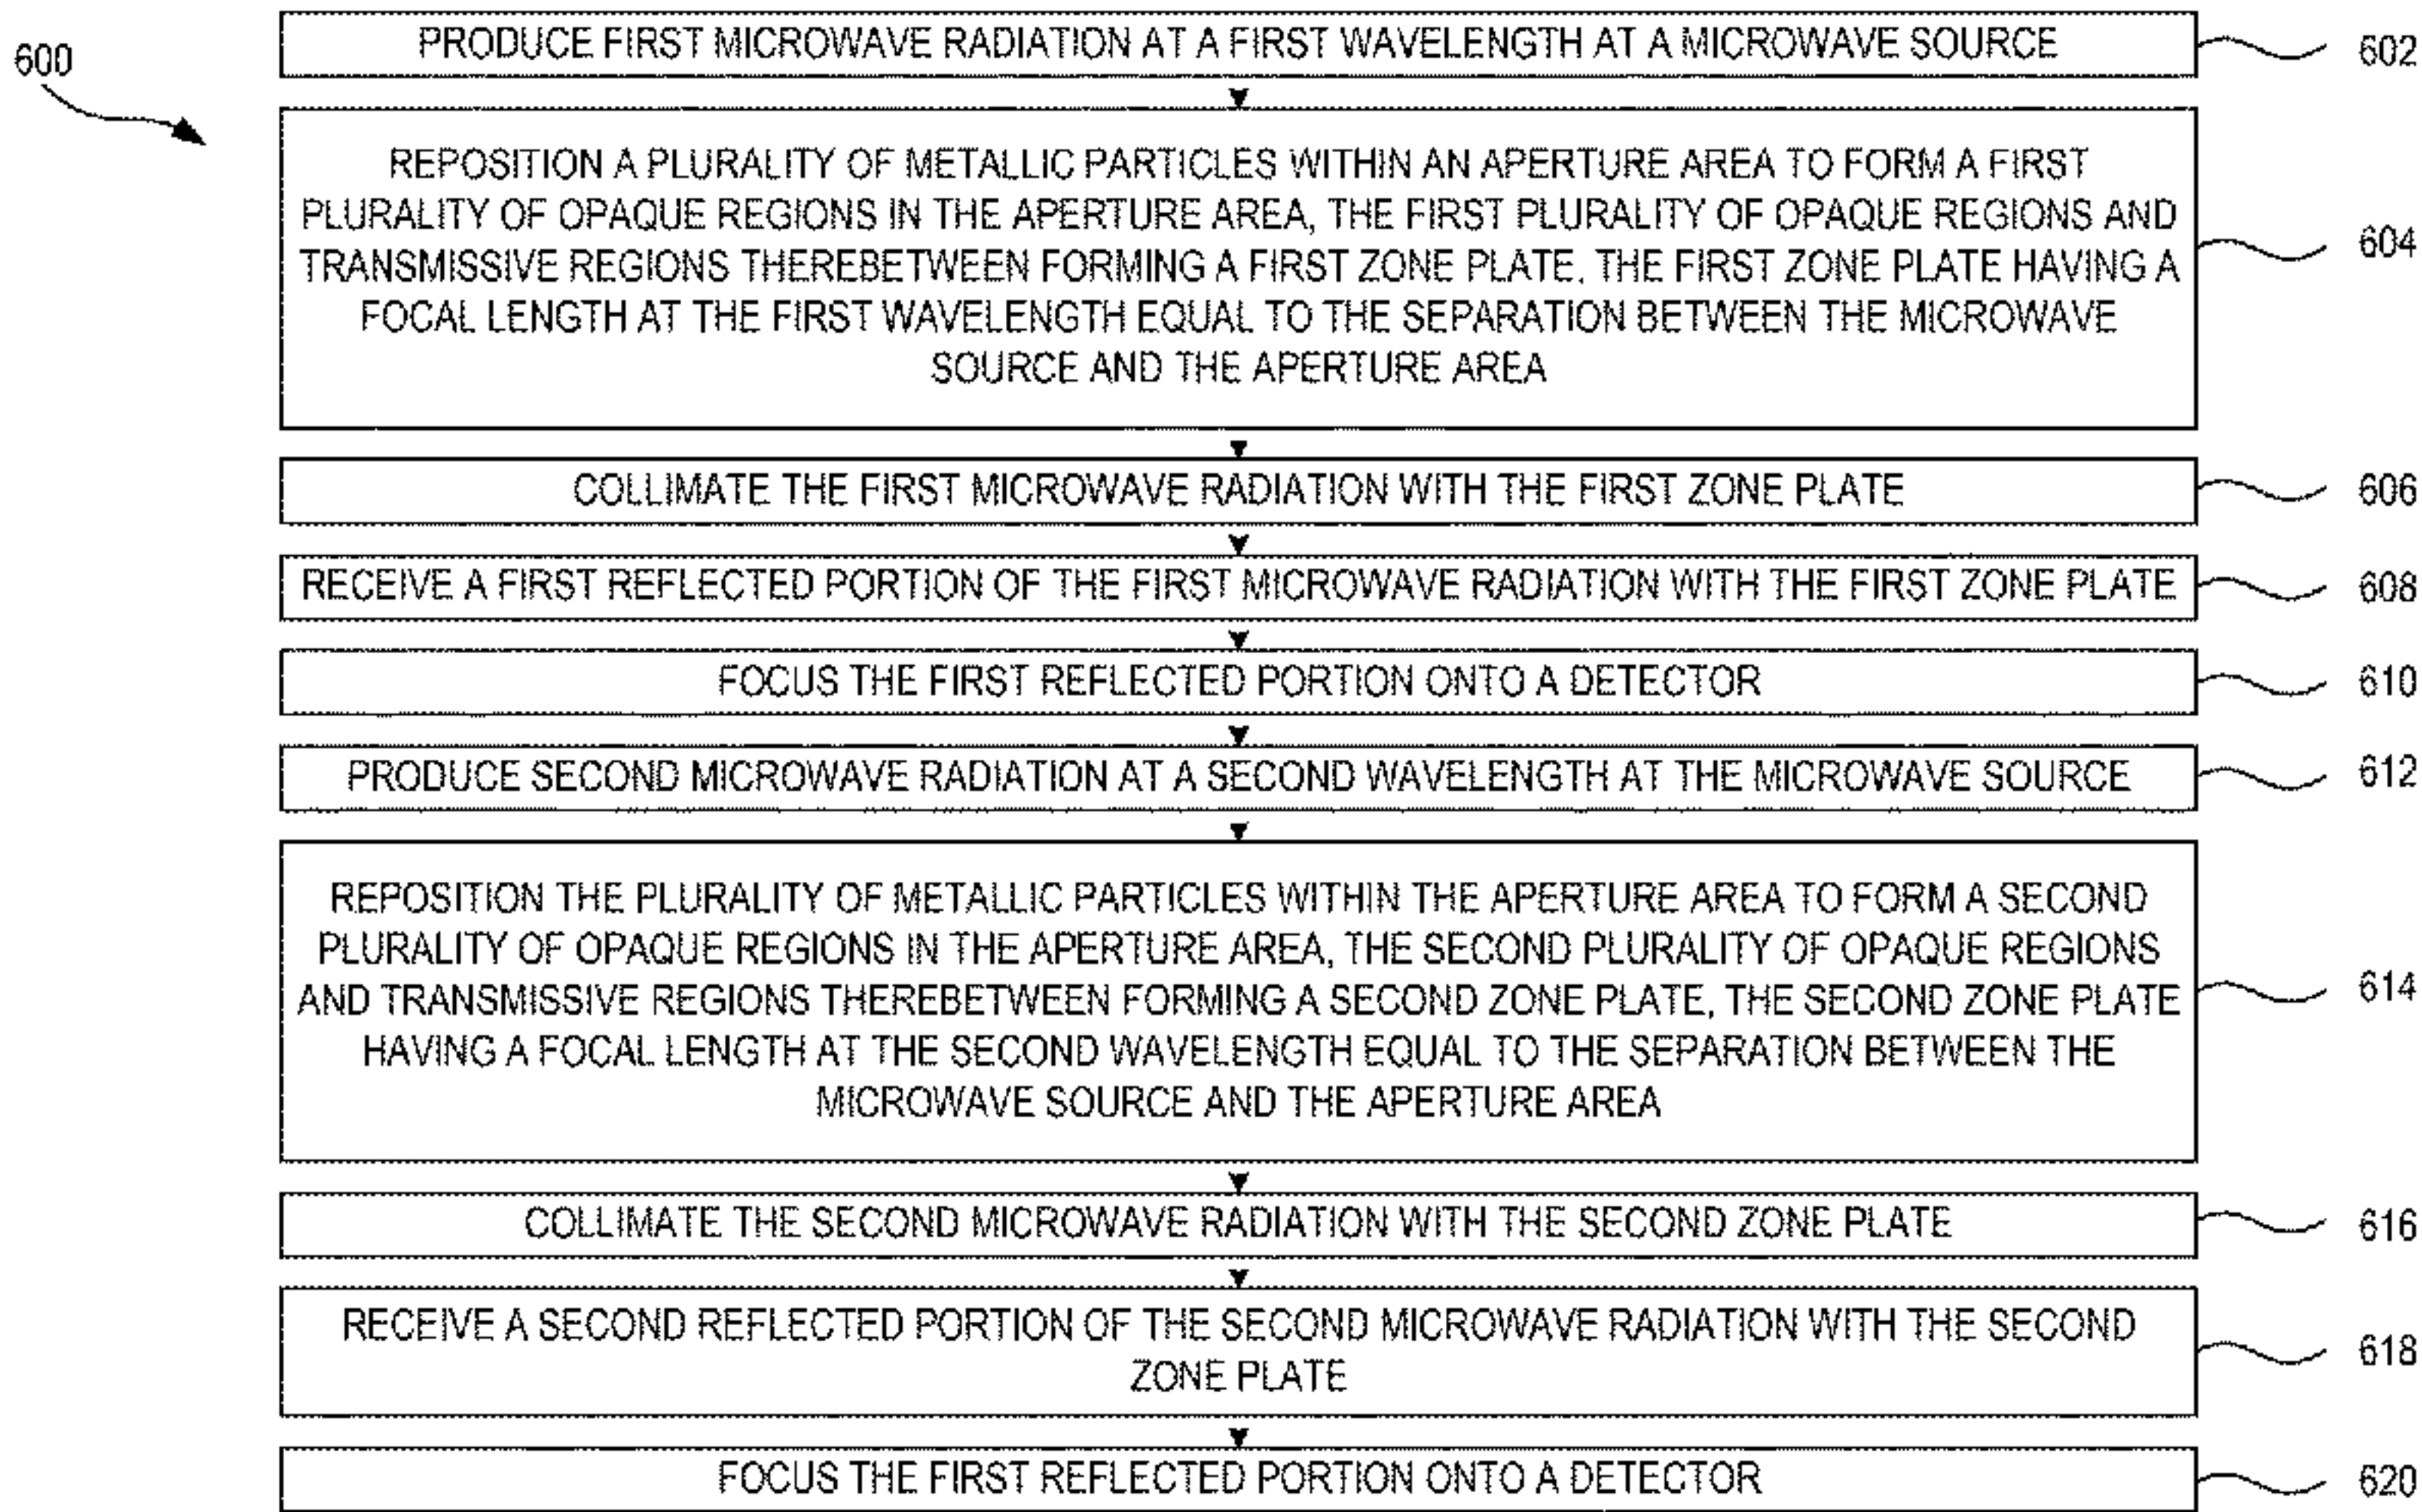 600
PRODUCE FIRST MICROWAVE RADIATION AT A FIRST WAVELENGTH AT A MICROWAVE SOURCE
602
REPOSITION A PLURALITY OF METALLIC PARTICLES WITHIN AN APERTURE AREA TO FORM A FIRST
PLURALITY OF OPAQUE REGIONS IN THE APERTURE AREA, THE FIRST PLURALITY OF OPAQUE REGIONS AND
TRANSMISSIVE REGIONS THEREBETWEEN FORMING A FIRST ZONE PLATE, THE FIRST ZONE PLATE HAVING A
FOCAL LENGTH AT THE FIRST WAVELENGTH EQUAL TO THE SEPARATION BETWEEN THE MICROWAVE
SOURCE AND THE APERTURE AREA
604
COLLIMATE THE FIRST MICROWAVE RADIATION WITH THE FIRST ZONE PLATE
606
RECEIVE A FIRST REFLECTED PORTION OF THE FIRST MICROWAVE RADIATION WITH THE FIRST ZONE PLATE
608
FOCUS THE FIRST REFLECTED PORTION ONTO A DETECTOR
610
PRODUCE SECOND MICROWAVE RADIATION AT A SECOND WAVELENGTH AT THE MICROWAVE SOURCE
612
REPOSITION THE PLURALITY OF METALLIC PARTICLES WITHIN THE APERTURE AREA TO FORM A SECOND
PLURALITY OF OPAQUE REGIONS IN THE APERTURE AREA, THE SECOND PLURALITY OF OPAQUE REGIONS
AND TRANSMISSIVE REGIONS THEREBETWEEN FORMING A SECOND ZONE PLATE, THE SECOND ZONE PLATE
HAVING A FOCAL LENGTH AT THE SECOND WAVELENGTH EQUAL TO THE SEPARATION BETWEEN THE
MICROWAVE SOURCE AND THE APERTURE AREA
614
COLLIMATE THE SECOND MICROWAVE RADIATION WITH THE SECOND ZONE PLATE
616
RECEIVE A SECOND REFLECTED PORTION OF THE SECOND MICROWAVE RADIATION WITH THE SECOND
ZONE PLATE
618
FOCUS THE FIRST REFLECTED PORTION ONTO A DETECTOR
620